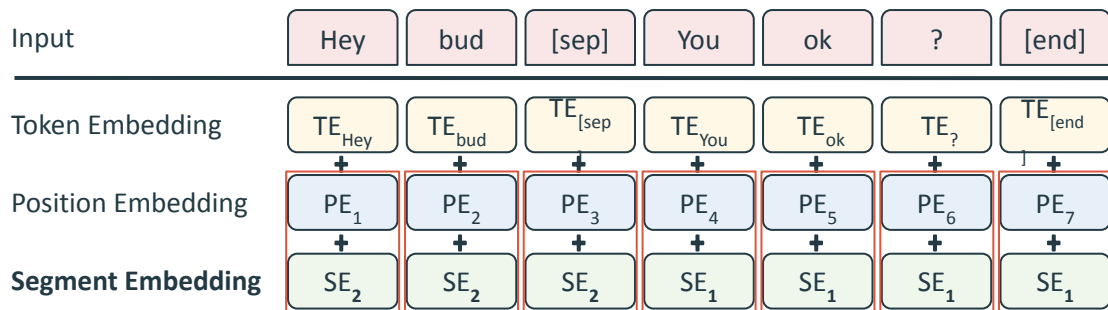 Input Hey bud [sep] You ok ? [end]
Token Embedding TE_Hey TE_bud TE_[sep] TE_You TE_ok TE_? TE_[end]
+ + + + + + +
Position Embedding PE_1 PE_2 PE_3 PE_4 PE_5 PE_6 PE_7
+ + + + + + +
Segment Embedding SE_2 SE_2 SE_2 SE_1 SE_1 SE_1 SE_1